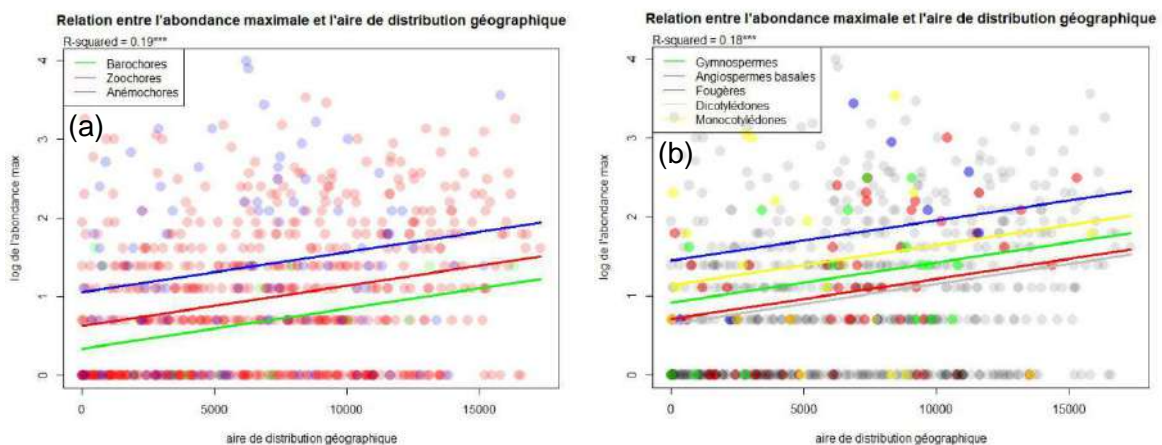 Relation entre l'abondance maximale et l'aire de distribution géographique
R-squared = 0.19***
Barochores
Zoochores
Anémochores
(a)
log de l'abondance max
4
3
2
1
0
0 5000 10000 15000
aire de distribution géographique
Relation entre l'abondance maximale et l'aire de distribution géographique
R-squared = 0.18***
Gymnospermes
Angiospermes basales
Fougères
Dicotylédones
Monocotylédones
(b)
log de l'abondance max
4
3
2
1
0
0 5000 10000 15000
aire de distribution géographique